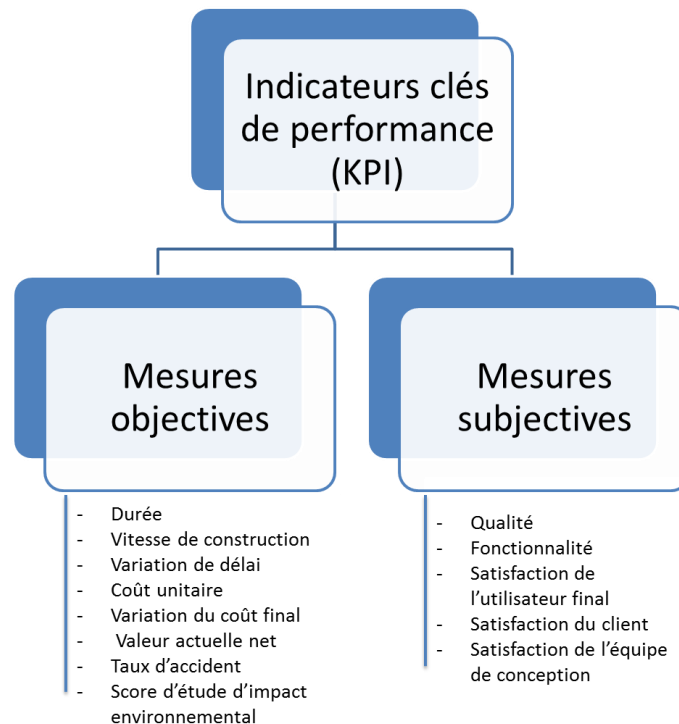 Indicateurs clés
de performance
(KPI)
Mesures
objectives
Mesures
subjectives
- Durée
- Vitesse de construction
- Variation de délai
- Coût unitaire
- Variation du coût final
- Valeur actuelle net
- Taux d'accident
- Score d'étude d'impact
environnemental
- Qualité
- Fonctionnalité
- Satisfaction de
l'utilisateur final
- Satisfaction du client
- Satisfaction de l'équipe
de conception